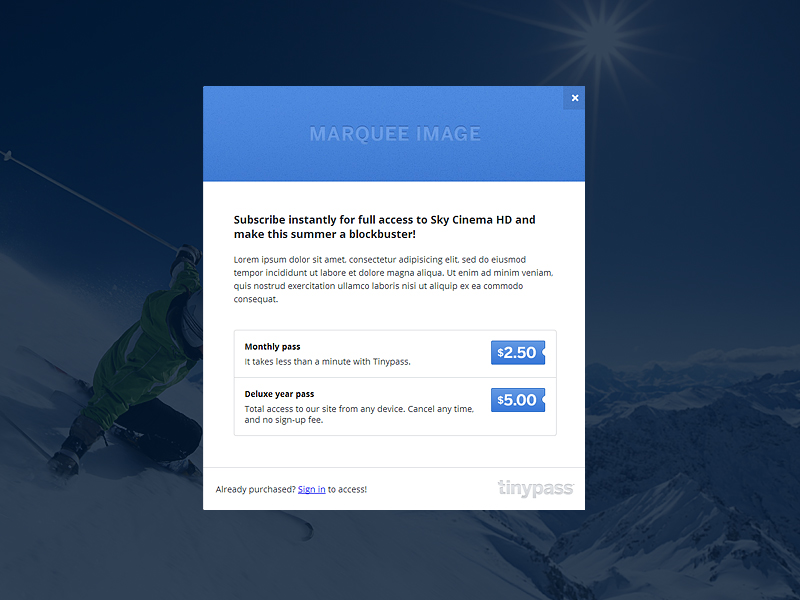 ×
MARQUEE IMAGE
Subscribe instantly for full access to Sky Cinema HD and
make this summer a blockbuster!
Lorem ipsum dolor sit amet, consectetur adipisicing elit, sed do eiusmod
tempor incididunt ut labore et dolore magna aliqua. Ut enim ad minim veniam,
quis nostrud exercitation ullamco laboris nisi ut aliquip ex ea commodo
consequat.
Monthly pass
$2.50
It takes less than a minute with Tinypass.
Deluxe year pass
$5.00
Total access to our site from any device. Cancel any time,
and no sign-up fee.
Already purchased? Sign in to access!
tinypass